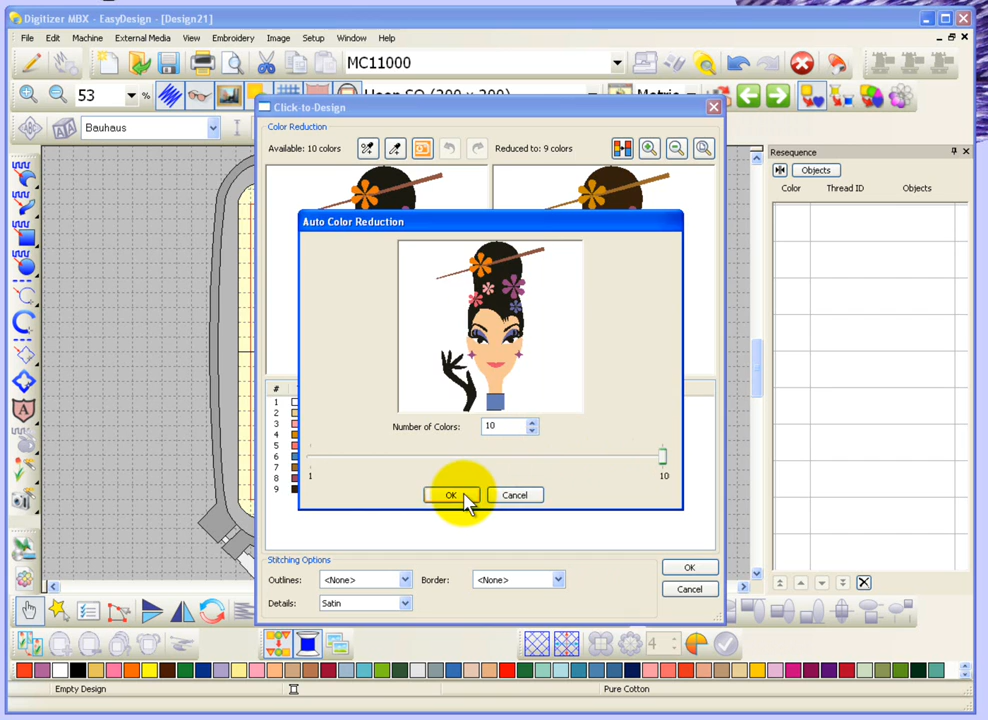 Digitizer MBX - EasyDesign - [Design21]
File Edit Machine External Media View Embroidery Image Setup Window Help
MC11000
53 %
Metric
Bauhaus
Click-to-Design
Color Reduction
Available: 10 colors
Reduced to: 9 colors
Resequence
Objects
Color Thread ID Objects
Auto Color Reduction
Number of Colors: 10
1
10
OK
Cancel
#
1
2
3
4
5
6
7
8
9
Stitching Options
Outlines: <None>
Border: <None>
Details: Satin
OK
Cancel
4
Empty Design
Pure Cotton